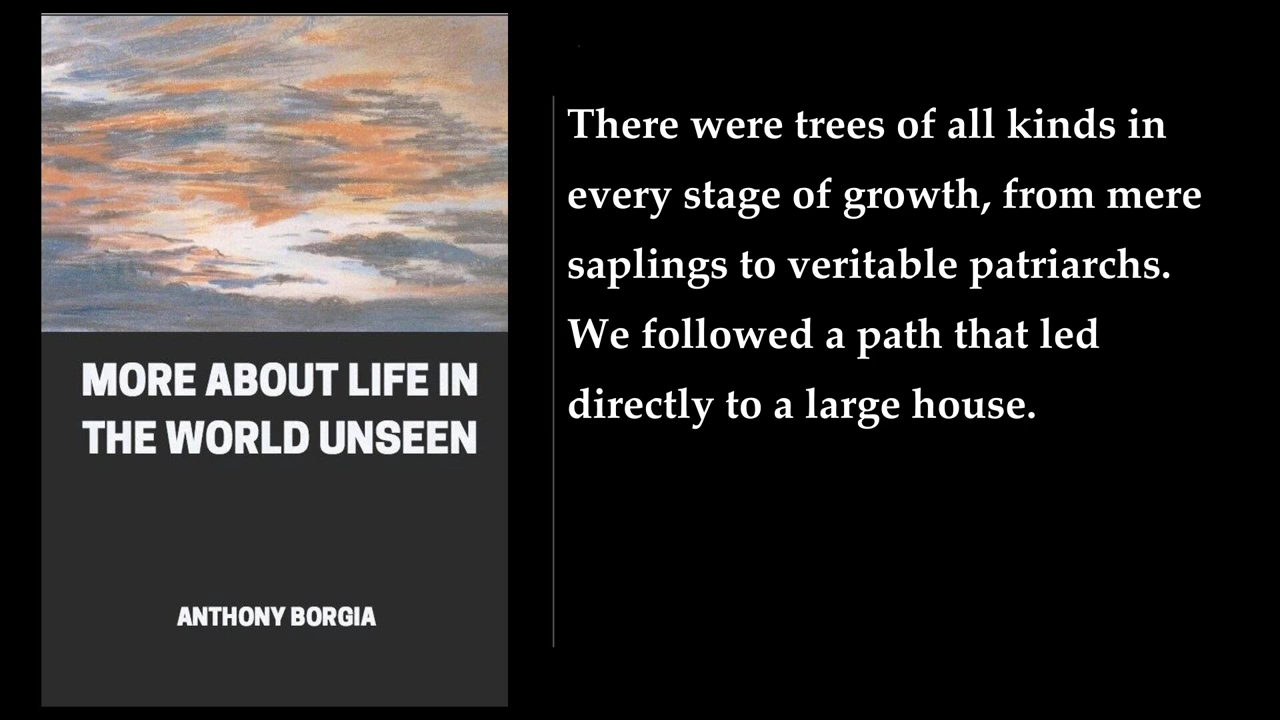 MORE ABOUT LIFE IN
THE WORLD UNSEEN
ANTHONY BORGIA
There were trees of all kinds in
every stage of growth, from mere
saplings to veritable patriarchs.
We followed a path that led
directly to a large house.